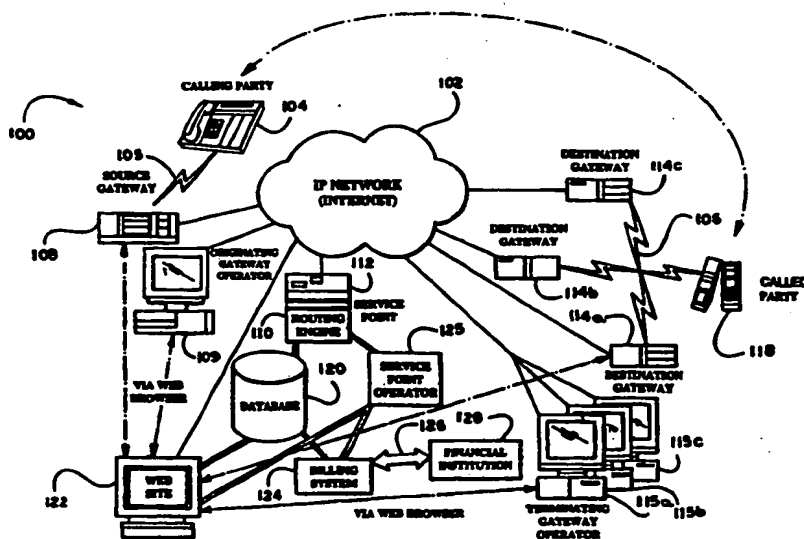 CALLING PARTY
102
104
100
105
SOURCE
GATEWAY
IP NETWORK
(INTERNET)
DESTINATION
GATEWAY
114c
106
108
ORIGINATING
GATEWAY
OPERATOR
112
SERVICE
POINT
DESTINATION
GATEWAY
114b
CALLED
PARTY
118
110
ROUTING
ENGINE
125
114a
109
DESTINATION
GATEWAY
VIA WEB
BROWSER
DATABASE
120
SERVICE
POINT
OPERATOR
126
128
122
WEB
SITE
124
BILLING
SYSTEM
FINANCIAL
INSTITUTION
115c
115a
115b
VIA WEB BROWSER
TERMINATING
GATEWAY
OPERATOR